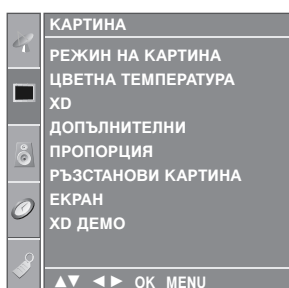 КАРТИНА
РЕЖИН НА КАРТИНА
ЦВЕТНА ТЕМПЕРАТУРА
XD
ДОПЪЛНИТЕЛНИ
ПРОПОРЦИЯ
РЪЗСТАНОВИ КАРТИНА
ЕКРАН
XD ДЕМО
▲▼ ◄► OK MENU